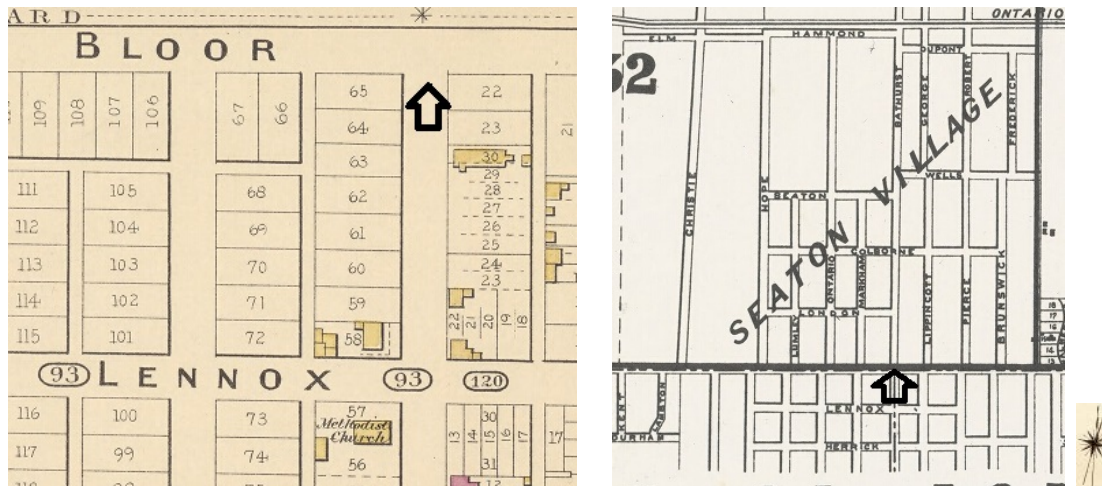 ARD
BLOOR
109 108 107 106 67 66 65 22
64 23 21
63 30
29
111 105 68 62 28
27
112 104 69 61 26
25
113 103 70 60 24
23
114 102 71 59 22 21 20 19 18
115 101 72 58
93 LENNOX 93 120
116 100 73 57 30
Methodist
Church
13 14 15 16 17 17
117 99 74 56 31
12
ONTARIO
ELM HAMMOND
DUPONT
32
BATHURST
GEORGE
ROBERT
FREDERICK
SEATON VILLAGE
WELLS
CHRISTIE
HOPE
SEATON
COLBORNE
ONTARIO
MARKHAM
LONDON
LUMLY
LIPPINCOTT
PIERCE
BRUNSWICK
18
17
16
15
KENT
LENNOX
DURHAM
HERRICK